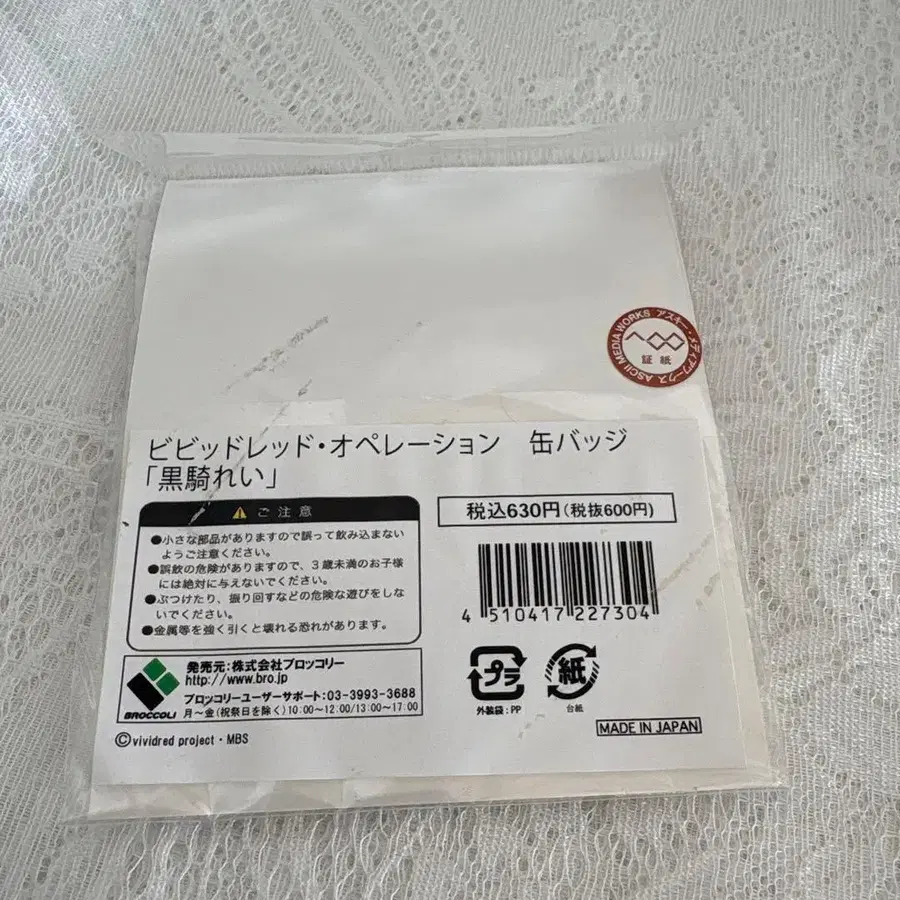 ASCII MEDIA WORKS アスキー・メディアワークス
証紙
ビビッドレッド・オペレーション 缶バッジ
「黒騎れい」
ご注意
●小さな部品がありますので誤って飲み込まない
ようご注意ください。
●誤飲の危険がありますので、3歳未満のお子様
には絶対に与えないでください。
●ぶつけたり、振り回すなどの危険な遊びをしな
いでください。
●金属等を強く引くと壊れる恐れがあります。
税込630円(税抜600円)
4 510417 227304
BROCCOLI
発売元:株式会社ブロッコリー
http://www.bro.jp
ブロッコリーユーザーサポート:03-3993-3688
月～金(祝祭日を除く)10:00～12:00/13:00～17:00
プラ
外装袋:PP
紙
台紙
©vividred project・MBS
MADE IN JAPAN